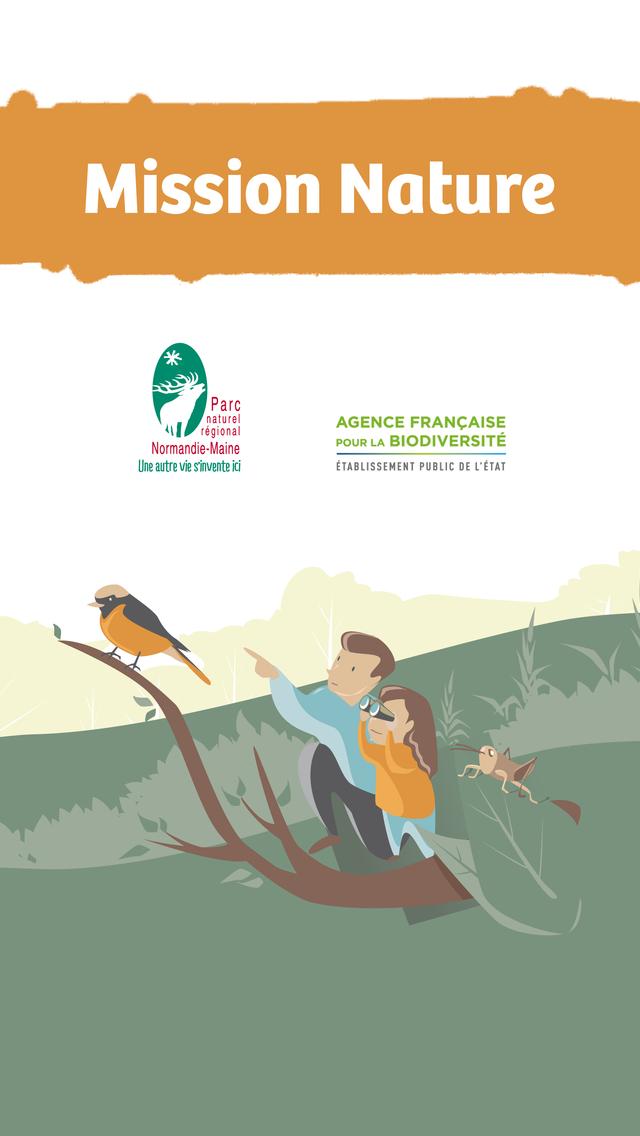 Mission Nature
Parc
naturel
régional
Normandie-Maine
Une autre vie s'invente ici
AGENCE FRANÇAISE
POUR LA BIODIVERSITÉ
ÉTABLISSEMENT PUBLIC DE L'ÉTAT